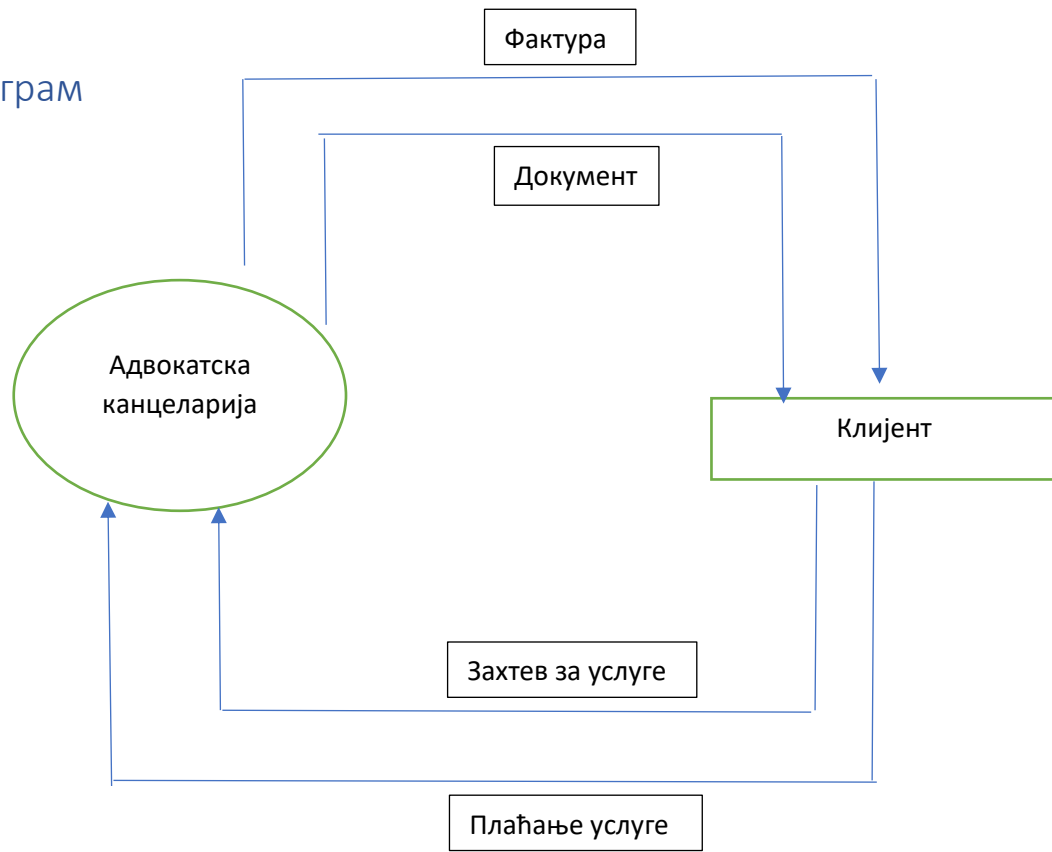 Фактура
грам
Документ
Адвокатска
канцеларија
Клијент
Захтев за услуге
Плаћање услуге